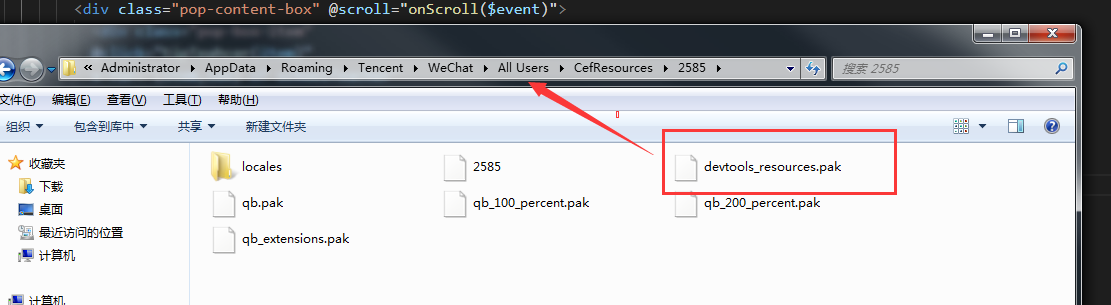 <div class="pop-content-box" @scroll="onScroll($event)">
« Administrator AppData Roaming Tencent WeChat All Users CefResources 2585
搜索 2585
文件(F) 编辑(E) 查看(V) 工具(T) 帮助(H)
组织 包含到库中 共享 新建文件夹
收藏夹
下载
桌面
最近访问的位置
计算机
计算机
locales 2585 devtools_resources.pak
qb.pak qb_100_percent.pak qb_200_percent.pak
qb_extensions.pak